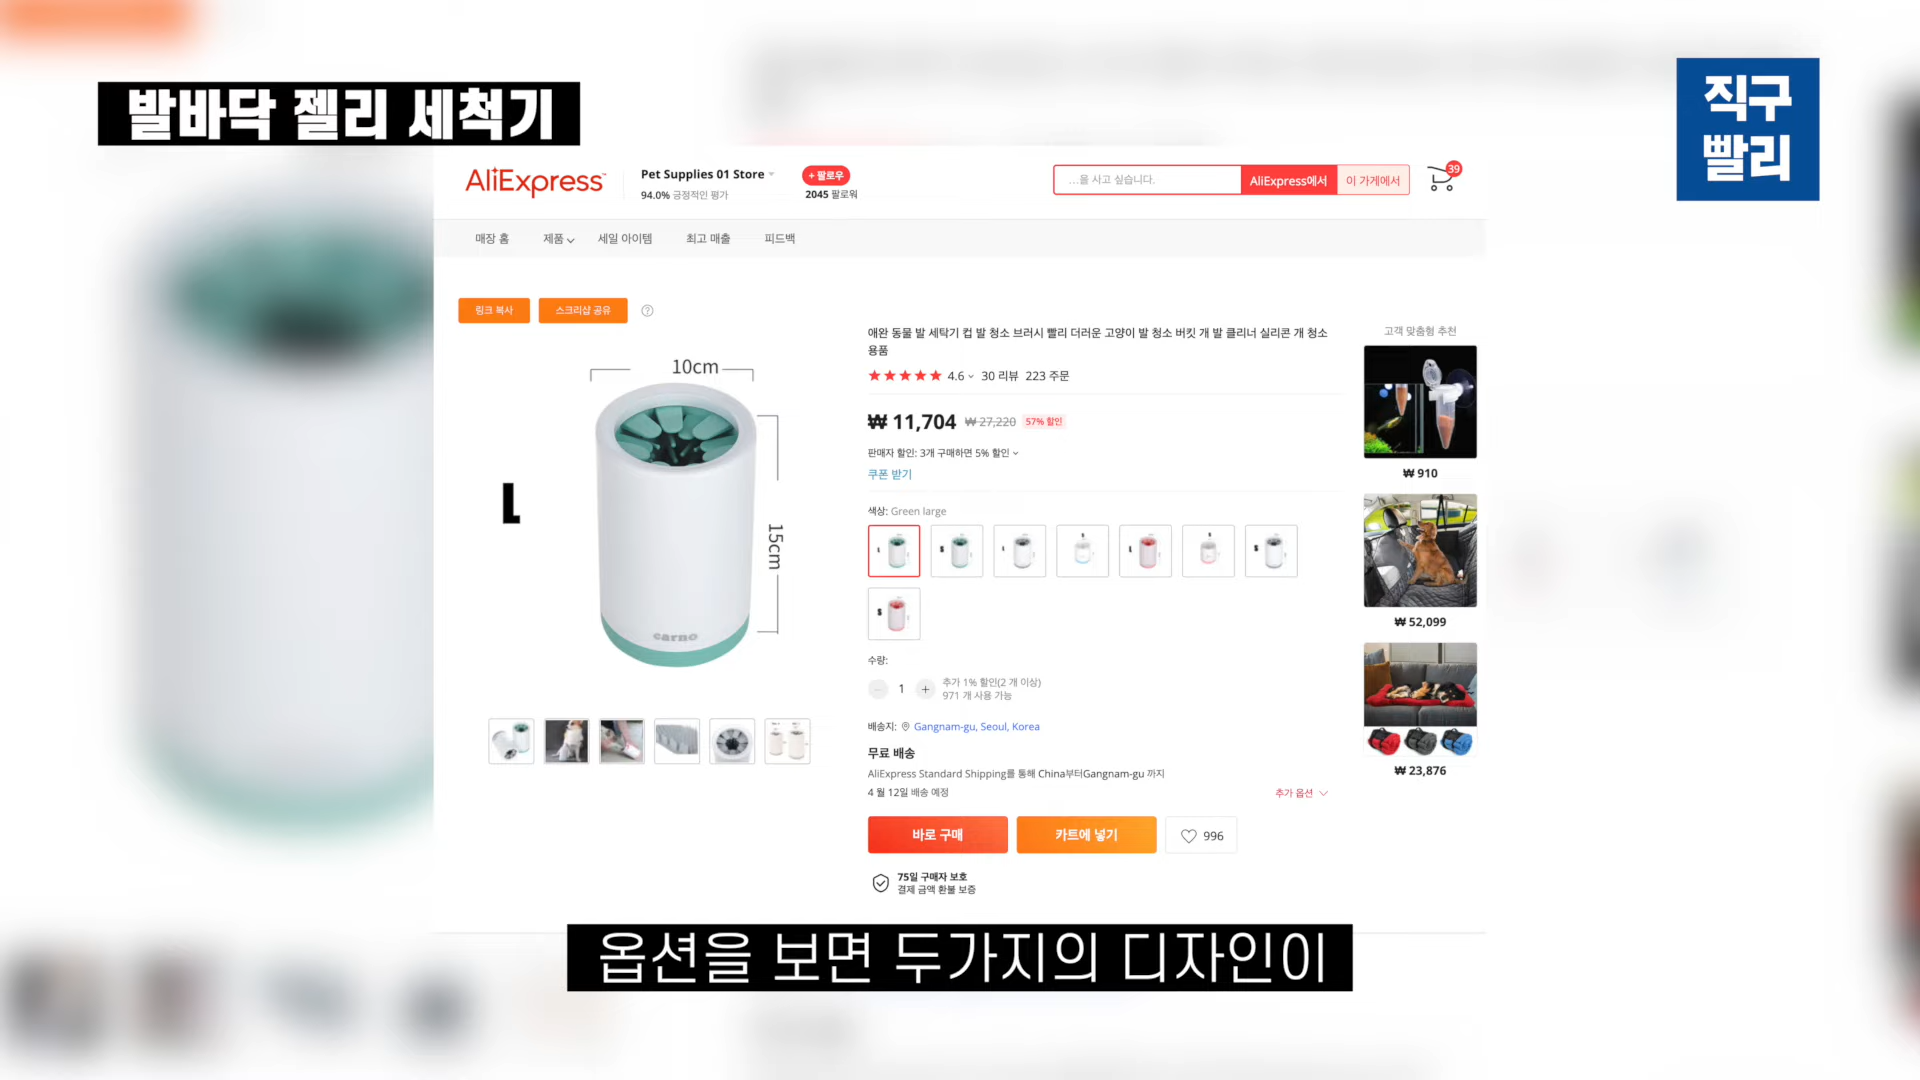 발바닥 젤리 세척기
직구
빨리
AliExpress™
Pet Supplies 01 Store
94.0% 긍정적인 평가
+ 팔로우
2045 팔로워
...을 사고 싶습니다.
AliExpress에서
이 가게에서
39
매장 홈
제품
세일 아이템
최고 매출
피드백
링크 복사
스크리샵 공유
?
10cm
15cm
L
carno
애완 동물 발 세탁기 컵 발 청소 브러시 빨리 더러운 고양이 발 청소 버킷 개 발 클리너 실리콘 개 청소
용품
4.6 30 리뷰 223 주문
₩ 11,704 ₩ 27,220 57% 할인
판매자 할인: 3개 구매하면 5% 할인
쿠폰 받기
색상: Green large
L
S
L
S
L
S
S
S
수량:
− 1 +
추가 1% 할인(2 개 이상)
971 개 사용 가능
배송지: Gangnam-gu, Seoul, Korea
무료 배송
AliExpress Standard Shipping를 통해 China부터Gangnam-gu 까지
4 월 12일 배송 예정
추가 옵션
바로 구매
카트에 넣기
996
75일 구매자 보호
결제 금액 환불 보증
고객 맞춤형 추천
₩ 910
₩ 52,099
₩ 23,876
옵션을 보면 두가지의 디자인이